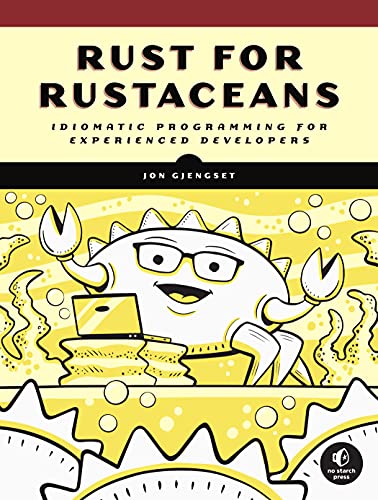 RUST FOR
RUSTACEANS
IDIOMATIC PROGRAMMING FOR
EXPERIENCED DEVELOPERS
JON GJENGSET
no starch
press